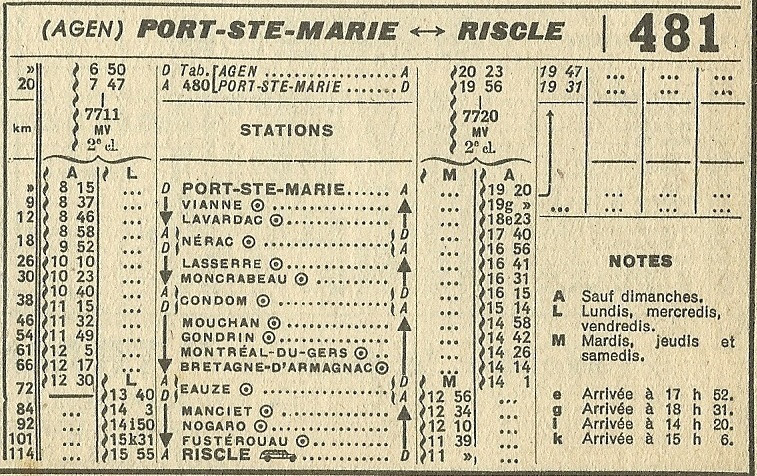 (AGEN) PORT-STE-MARIE ↔ RISCLE | 481
» 6 50 D Tab. AGEN A 20 23 19 47 ... ... ...
20 7 47 A 480 PORT-STE-MARIE D 19 56 19 31 ... ... ...
7711 7720
km MV STATIONS MV
2e cl. 2e cl.
A L M A
» 8 15 ... D PORT-STE-MARIE A ... 19 20 ... ... ...
9 8 37 ... VIANNE ... 19g » ... ... ... ...
12 8 46 ... LAVARDAC ... 18e23
8 58 ... A D ... 17 40
18 NÉRAC
9 52 ... D A ... 16 56
26 10 10 ... LASSERRE ... 16 41
30 10 23 ... MONCRABEAU ... 16 31
10 40 ... A D ... 16 15
38 CONDOM
11 15 ... D A ... 15 14
46 11 32 ... MOUCHAN ... 14 58
54 11 49 ... GONDRIN ... 14 42
61 12 5 ... MONTRÉAL-DU-GERS ... 14 26
66 12 17 ... BRETAGNE-D'ARMAGNAC ... 14 14
12 30 L A D M 14 1
72 EAUZE
13 40 D A 12 56 ...
84 ... 14 3 MANCIET 12 34 ...
92 ... 14i50 NOGARO 12 10 ...
101 ... 15k31 FUSTÉROUAU 11 39 ...
114 ... 15 55 A RISCLE D 11 » ...
NOTES
A Sauf dimanches.
L Lundis, mercredis,
vendredis.
M Mardis, jeudis et
samedis.
e Arrivée à 17 h 52.
g Arrivée à 18 h 31.
i Arrivée à 14 h 20.
k Arrivée à 15 h 6.